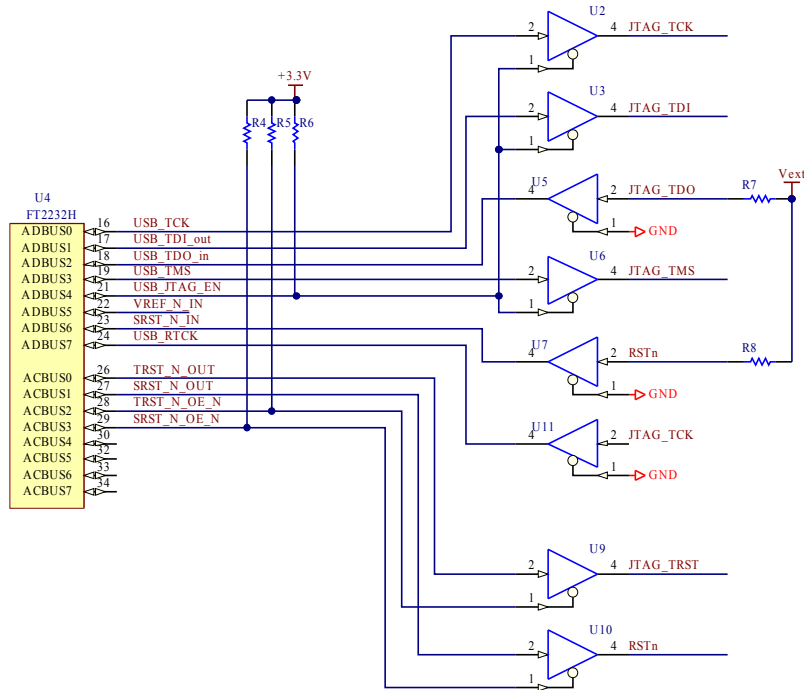 U2
2
4 JTAG_TCK
1
+3.3V
U3
R4 R5 R6
2
4 JTAG_TDI
1
Vext
U5
4
2 JTAG_TDO
R7
1 GND
U4
FT2232H
ADBUS0 16 USB_TCK
ADBUS1 17 USB_TDI_out
ADBUS2 18 USB_TDO_in
ADBUS3 19 USB_TMS
ADBUS4 21 USB_JTAG_EN
ADBUS5 22 VREF_N_IN
ADBUS6 23 SRST_N_IN
ADBUS7 24 USB_RTCK
ACBUS0 26 TRST_N_OUT
ACBUS1 27 SRST_N_OUT
ACBUS2 28 TRST_N_OE_N
ACBUS3 29 SRST_N_OE_N
ACBUS4 30
ACBUS5 32
ACBUS6 33
ACBUS7 34
U6
2
4 JTAG_TMS
1
U7
4
2 RSTn
R8
1 GND
U11
4
2 JTAG_TCK
1 GND
U9
2
4 JTAG_TRST
1
U10
2
4 RSTn
1